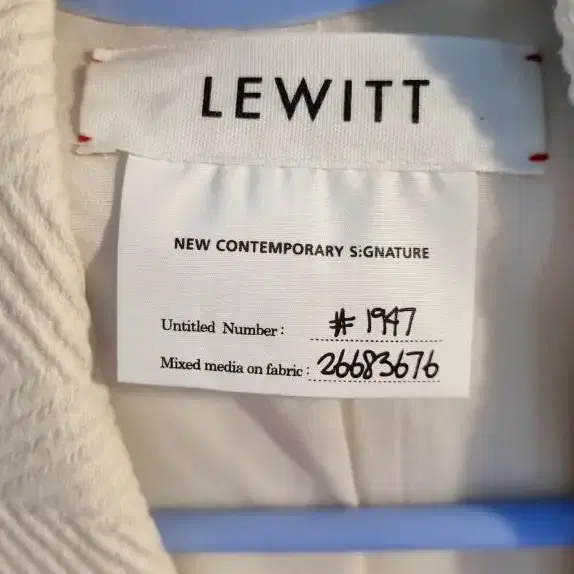 LEWITT
NEW CONTEMPORARY S:GNATURE
Untitled Number: #1947
Mixed media on fabric: 26683676